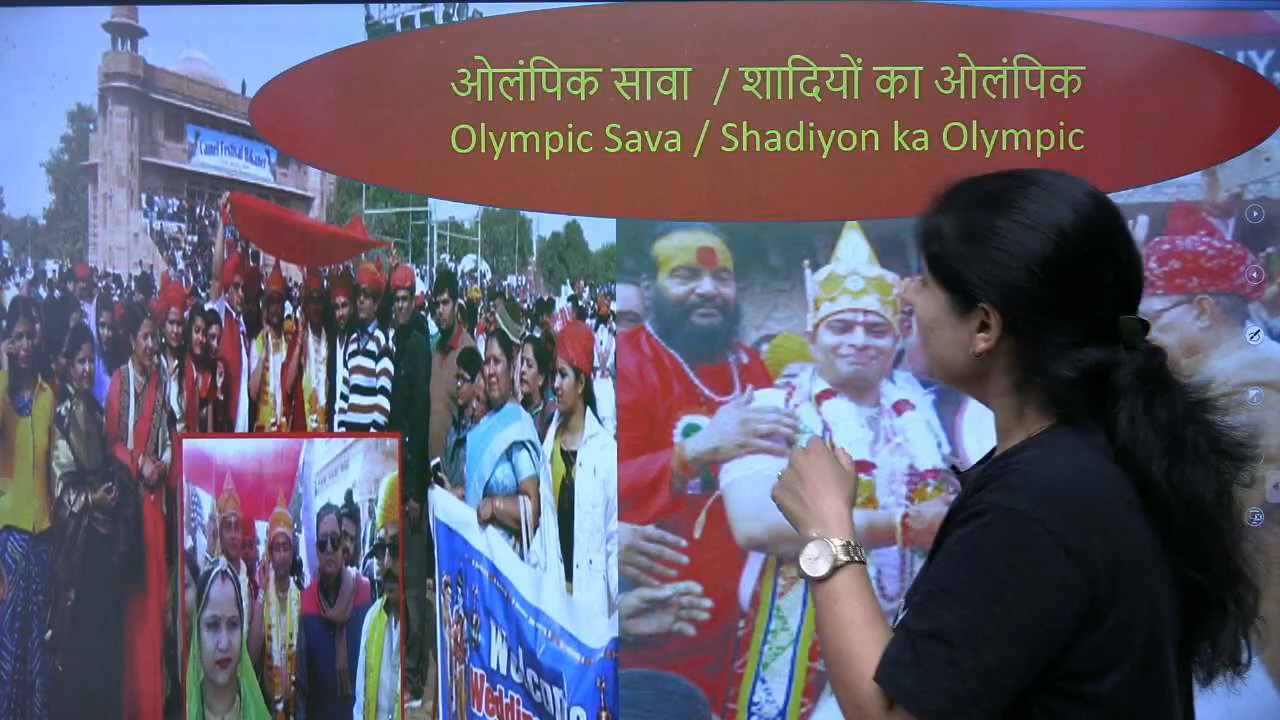 ओलंपिक सावा / शादियों का ओलंपिक
Olympic Sava / Shadiyon ka Olympic
Camel Festival Bikaner